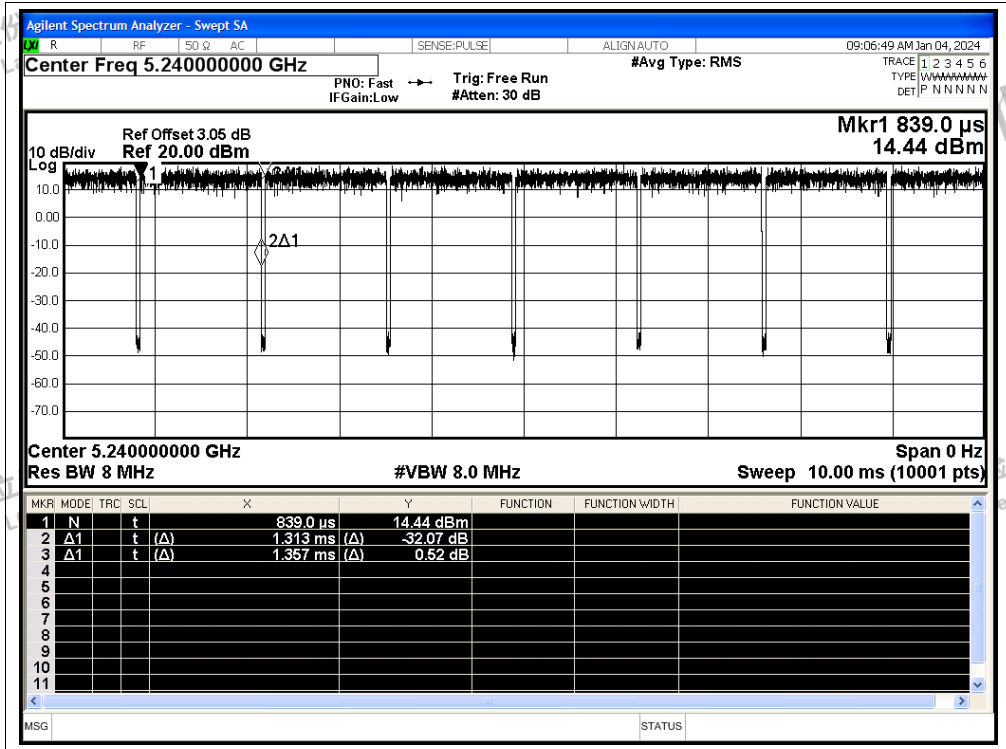 Agilent Spectrum Analyzer - Swept SA
LXI R RF 50 Ω AC SENSE:PULSE ALIGN AUTO 09:06:49 AM Jan 04, 2024
Center Freq 5.240000000 GHz #Avg Type: RMS TRACE 1 2 3 4 5 6
PNO: Fast Trig: Free Run TYPE
IFGain:Low #Atten: 30 dB DET P N N N N N
Mkr1 839.0 µs
Ref Offset 3.05 dB
10 dB/div Ref 20.00 dBm 14.44 dBm
Log
1
10.0
0.00
2Δ1
-10.0
-20.0
-30.0
-40.0
-50.0
-60.0
-70.0
Center 5.240000000 GHz Span 0 Hz
Res BW 8 MHz #VBW 8.0 MHz Sweep 10.00 ms (10001 pts)
MKR MODE TRC SCL X Y FUNCTION FUNCTION WIDTH FUNCTION VALUE
1 N t 839.0 µs 14.44 dBm
2 Δ1 t (Δ) 1.313 ms (Δ) -32.07 dB
3 Δ1 t (Δ) 1.357 ms (Δ) 0.52 dB
4
5
6
7
8
9
10
11
MSG STATUS